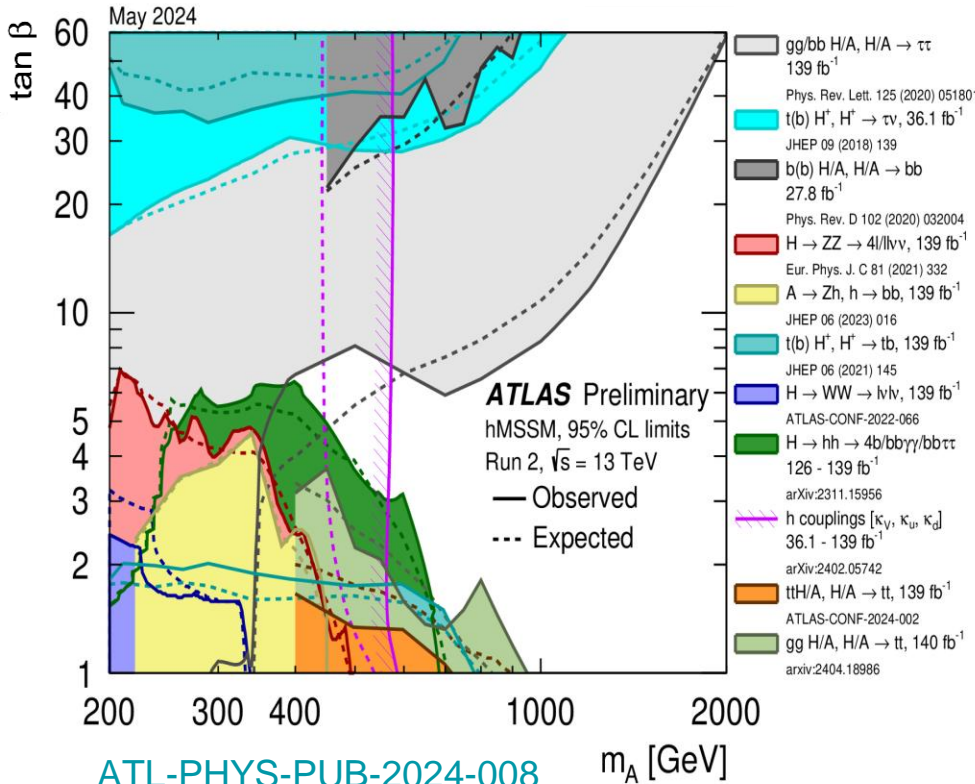 May 2024
tan β
60
40
30
20
10
5
4
3
2
1
200
300
400
1000
2000
m_A [GeV]
ATLAS Preliminary
hMSSM, 95% CL limits
Run 2, √s = 13 TeV
Observed
Expected
gg/bb H/A, H/A → ττ
139 fb⁻¹
Phys. Rev. Lett. 125 (2020) 051801
t(b) H⁺, H⁺ → τν, 36.1 fb⁻¹
JHEP 09 (2018) 139
b(b) H/A, H/A → bb
27.8 fb⁻¹
Phys. Rev. D 102 (2020) 032004
H → ZZ → 4l/llνν, 139 fb⁻¹
Eur. Phys. J. C 81 (2021) 332
A → Zh, h → bb, 139 fb⁻¹
JHEP 06 (2023) 016
t(b) H⁺, H⁺ → tb, 139 fb⁻¹
JHEP 06 (2021) 145
H → WW → lνlν, 139 fb⁻¹
ATLAS-CONF-2022-066
H → hh → 4b/bbγγ/bbττ
126 - 139 fb⁻¹
arXiv:2311.15956
h couplings [κ_V, κ_u, κ_d]
36.1 - 139 fb⁻¹
arXiv:2402.05742
ttH/A, H/A → tt, 139 fb⁻¹
ATLAS-CONF-2024-002
gg H/A, H/A → tt, 140 fb⁻¹
arxiv:2404.18986
ATL-PHYS-PUB-2024-008